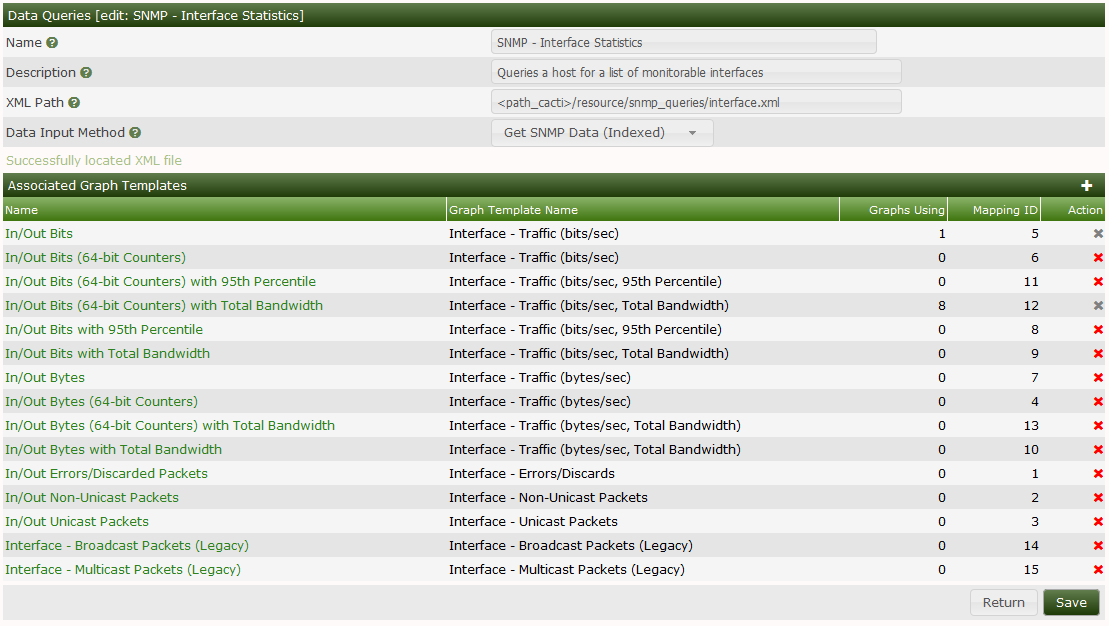 Data Queries [edit: SNMP - Interface Statistics]
Name ? SNMP - Interface Statistics
Description ? Queries a host for a list of monitorable interfaces
XML Path ? <path_cacti>/resource/snmp_queries/interface.xml
Data Input Method ? Get SNMP Data (Indexed)
Successfully located XML file
Associated Graph Templates
Name Graph Template Name Graphs Using Mapping ID Action
In/Out Bits Interface - Traffic (bits/sec) 1 5
In/Out Bits (64-bit Counters) Interface - Traffic (bits/sec) 0 6
In/Out Bits (64-bit Counters) with 95th Percentile Interface - Traffic (bits/sec, 95th Percentile) 0 11
In/Out Bits (64-bit Counters) with Total Bandwidth Interface - Traffic (bits/sec, Total Bandwidth) 8 12
In/Out Bits with 95th Percentile Interface - Traffic (bits/sec, 95th Percentile) 0 8
In/Out Bits with Total Bandwidth Interface - Traffic (bits/sec, Total Bandwidth) 0 9
In/Out Bytes Interface - Traffic (bytes/sec) 0 7
In/Out Bytes (64-bit Counters) Interface - Traffic (bytes/sec) 0 4
In/Out Bytes (64-bit Counters) with Total Bandwidth Interface - Traffic (bytes/sec, Total Bandwidth) 0 13
In/Out Bytes with Total Bandwidth Interface - Traffic (bytes/sec, Total Bandwidth) 0 10
In/Out Errors/Discarded Packets Interface - Errors/Discards 0 1
In/Out Non-Unicast Packets Interface - Non-Unicast Packets 0 2
In/Out Unicast Packets Interface - Unicast Packets 0 3
Interface - Broadcast Packets (Legacy) Interface - Broadcast Packets (Legacy) 0 14
Interface - Multicast Packets (Legacy) Interface - Multicast Packets (Legacy) 0 15
Return Save